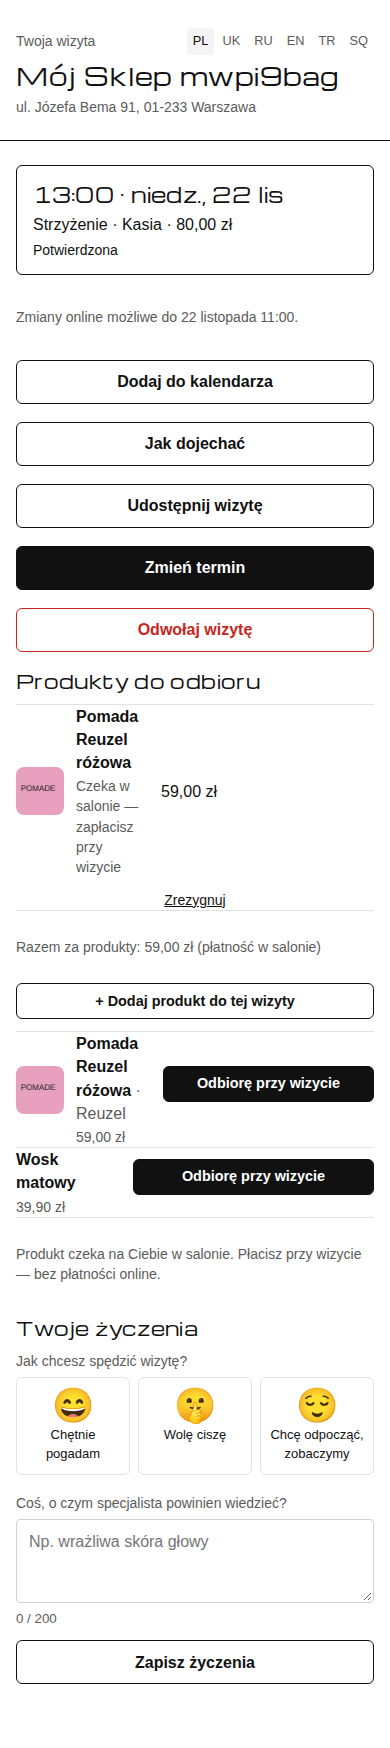 Twoja wizyta
PL UK RU EN TR SQ
Mój Sklep mwpi9bag
ul. Józefa Bema 91, 01-233 Warszawa
13:00 · niedz., 22 lis
Strzyżenie · Kasia · 80,00 zł
Potwierdzona
Zmiany online możliwe do 22 listopada 11:00.
Dodaj do kalendarza
Jak dojechać
Udostępnij wizytę
Zmień termin
Odwołaj wizytę
Produkty do odbioru
POMADE
Pomada
Reuzel
różowa
Czeka w
salonie —
zapłacisz
przy
wizycie
59,00 zł
Zrezygnuj
Razem za produkty: 59,00 zł (płatność w salonie)
+ Dodaj produkt do tej wizyty
POMADE
Pomada
Reuzel
różowa ·
Reuzel
59,00 zł
Odbiorę przy wizycie
Wosk
matowy
39,90 zł
Odbiorę przy wizycie
Produkt czeka na Ciebie w salonie. Płacisz przy wizycie
— bez płatności online.
Twoje życzenia
Jak chcesz spędzić wizytę?
Chętnie
pogadam
Wolę ciszę
Chcę odpocząć,
zobaczymy
Coś, o czym specjalista powinien wiedzieć?
Np. wrażliwa skóra głowy
0 / 200
Zapisz życzenia